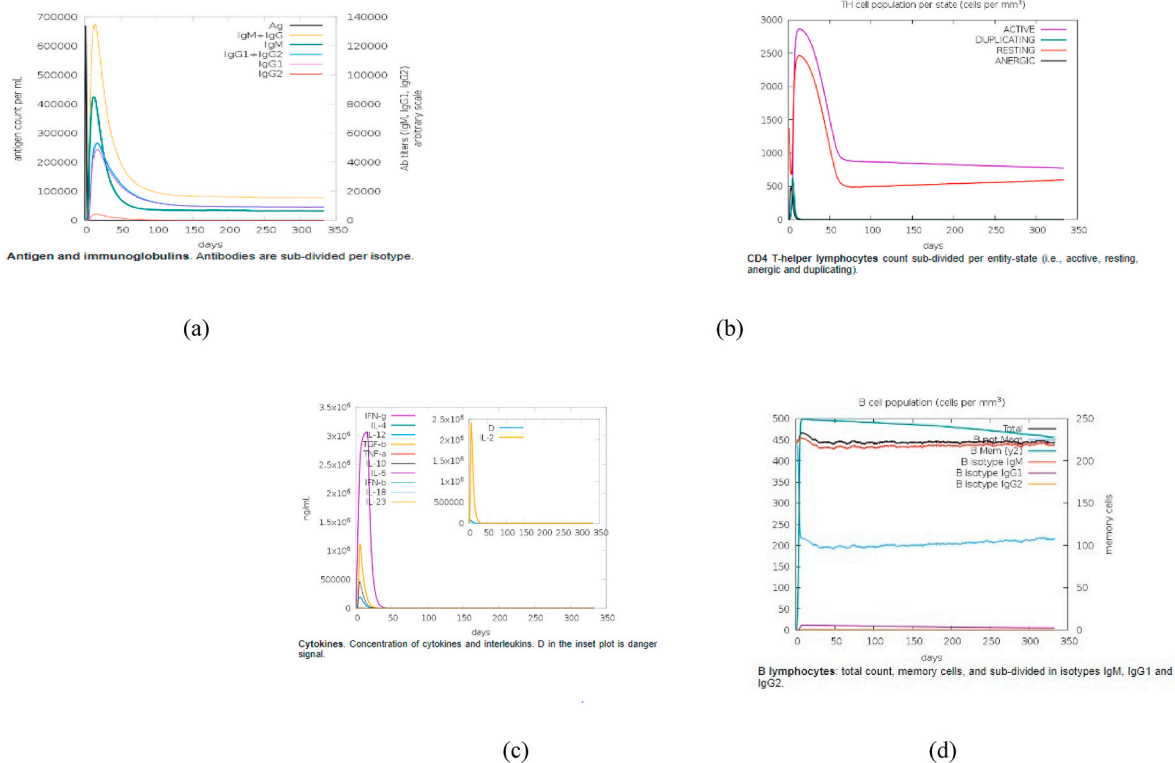 700000
600000
500000
400000
300000
200000
100000
0
antigen count per mL
Ag
IgM+IgG
IgM
IgG1+IgG2
IgG1
IgG2
140000
120000
100000
80000
60000
40000
20000
0
Ab titers (IgM, IgG1, IgG2)
arbitrary scale
0 50 100 150 200 250 300 350
days
Antigen and immunoglobulins. Antibodies are sub-divided per isotype.
(a)
TH cell population per state (cells per mm³)
3000
2500
2000
1500
1000
500
0
ACTIVE
DUPLICATING
RESTING
ANERGIC
0 50 100 150 200 250 300 350
days
CD4 T-helper lymphocytes count sub-divided per entity-state (i.e., acctive, resting,
anergic and duplicating).
(b)
3.5x10⁶
3x10⁶
2.5x10⁶
2x10⁶
1.5x10⁶
1x10⁶
500000
0
ng/mL
IFN-g
IL-4
IL-12
TGF-b
TNF-a
IL-10
IL-6
IFN-b
IL-18
IL-23
2.5x10⁶
2x10⁶
1.5x10⁶
1x10⁶
500000
0
D
IL-2
0 50 100 150 200 250 300 350
0 50 100 150 200 250 300 350
days
Cytokines. Concentration of cytokines and interleukins. D in the inset plot is danger
signal.
(c)
B cell population (cells per mm³)
500
450
400
350
300
250
200
150
100
50
0
Total
B not Mem
B Mem (y2)
B isotype IgM
B isotype IgG1
B isotype IgG2
250
200
150
100
50
0
memory cells
0 50 100 150 200 250 300 350
days
B lymphocytes: total count, memory cells, and sub-divided in isotypes IgM, IgG1 and
IgG2.
(d)